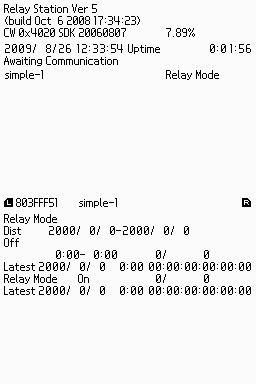 Relay Station Ver 5
(build Oct  6 2008 17:34:23)
CW 0x4020 SDK 20060807 7.89%
2009/ 8/26 12:33:54 Uptime 0:01:56
Awaiting Communication
simple-1 Relay Mode
L 803FFF51 simple-1 R
Relay Mode
Dist 2000/ 0/ 0-2000/ 0/ 0
Off
0:00- 0:00 0/ 0
Latest 2000/ 0/ 0 0:00 00:00:00:00:00:00
Relay Mode On 0/ 0
Latest 2000/ 0/ 0 0:00 00:00:00:00:00:00